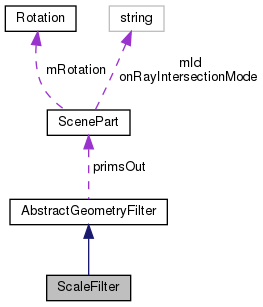 Rotation
string
mRotation
mId
onRayIntersectionMode
ScenePart
primsOut
AbstractGeometryFilter
ScaleFilter